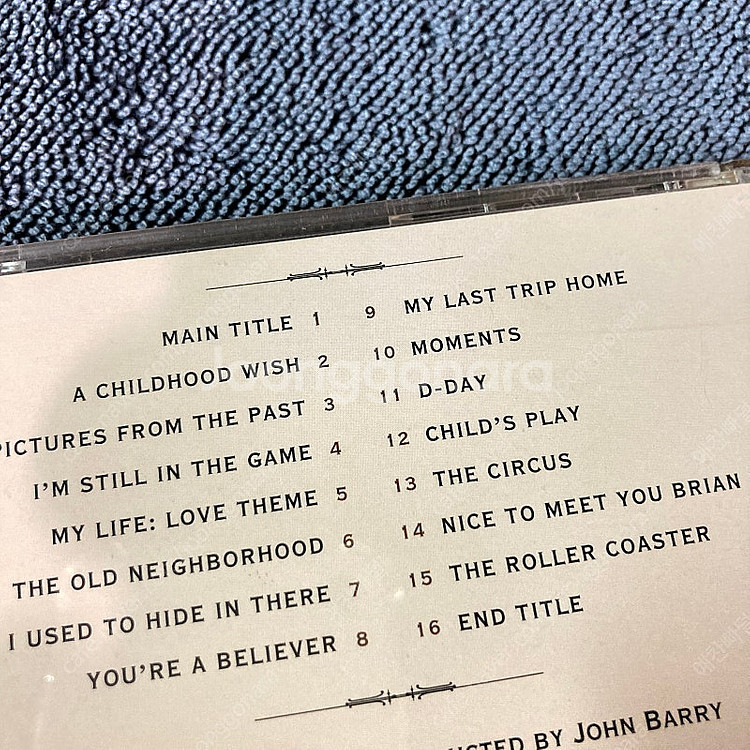 MAIN TITLE 1
A CHILDHOOD WISH 2
PICTURES FROM THE PAST 3
I'M STILL IN THE GAME 4
MY LIFE: LOVE THEME 5
THE OLD NEIGHBORHOOD 6
I USED TO HIDE IN THERE 7
YOU'RE A BELIEVER 8
9 MY LAST TRIP HOME
10 MOMENTS
11 D-DAY
12 CHILD'S PLAY
13 THE CIRCUS
14 NICE TO MEET YOU BRIAN
15 THE ROLLER COASTER
16 END TITLE
BY JOHN BARRY
joonggonara